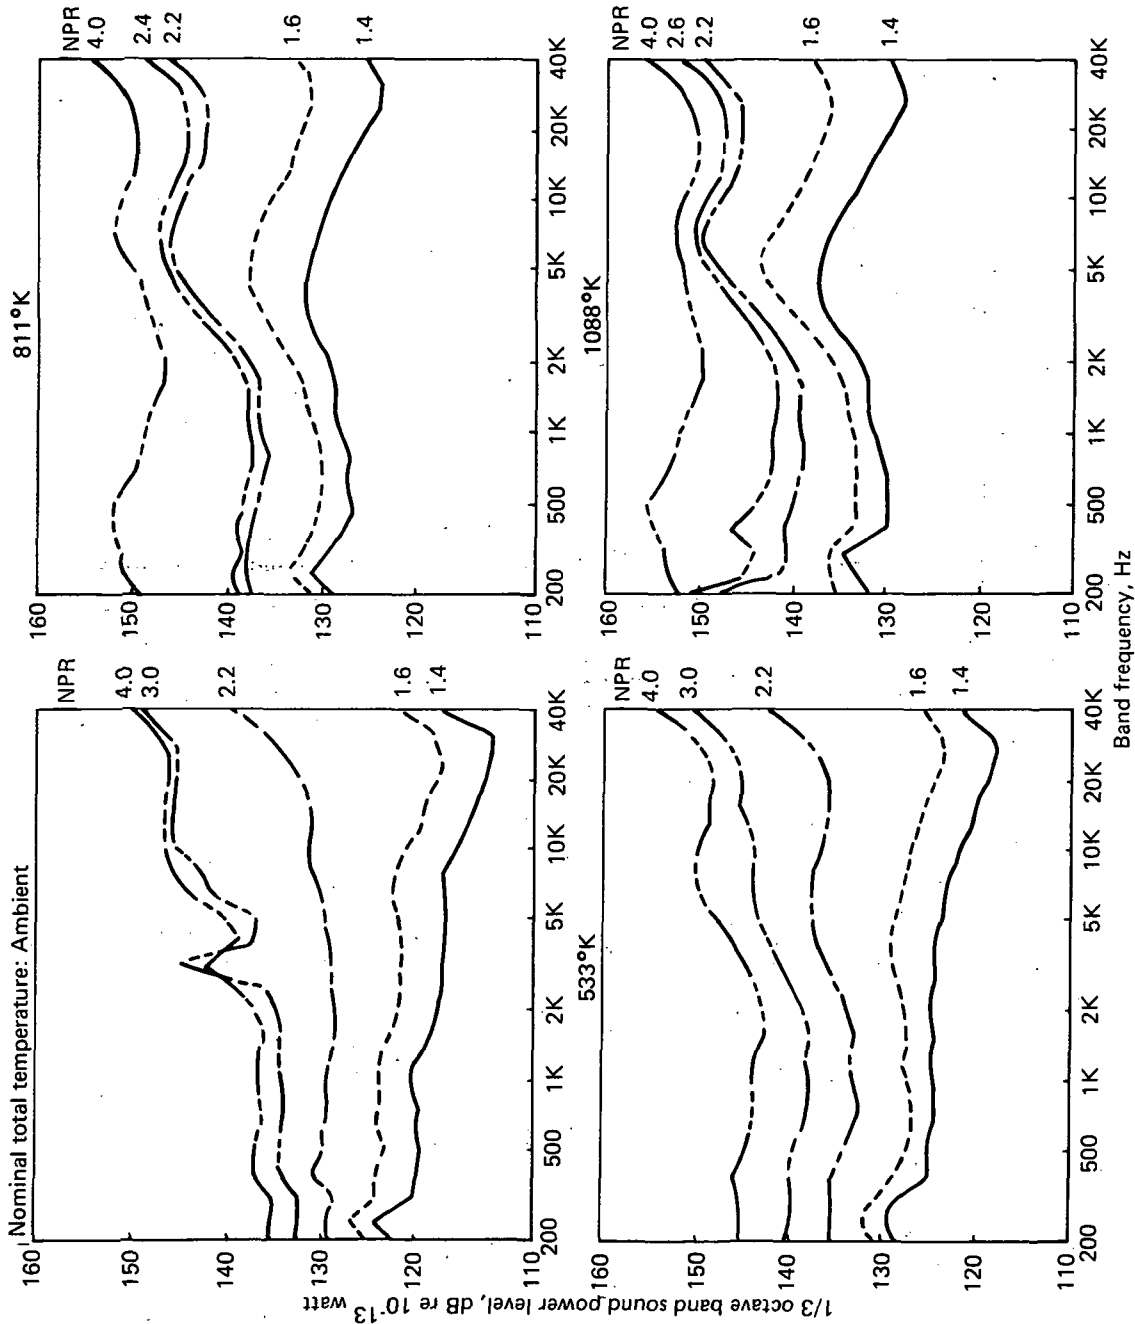 Nominal total temperature: Ambient
160
150
140
130
120
110
200
500
1K
2K
5K
10K
20K
40K
NPR
4.0
3.0
2.2
1.6
1.4
811°K
160
150
140
130
120
110
200
500
1K
2K
5K
10K
20K
40K
NPR
4.0
2.4
2.2
1.6
1.4
533°K
160
150
140
130
120
110
200
500
1K
2K
5K
10K
20K
40K
NPR
4.0
3.0
2.2
1.6
1.4
1088°K
160
150
140
130
120
110
200
500
1K
2K
5K
10K
20K
40K
NPR
4.0
2.6
2.2
1.6
1.4
1/3 octave band sound power level, dB re 10⁻¹³ watt
Band frequency, Hz